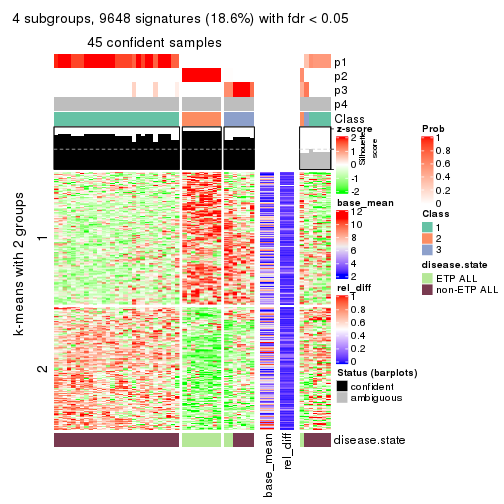 4 subgroups, 9648 signatures (18.6%) with fdr < 0.05
45 confident samples
p1
p2
p3
p4
Class
z-score
2
1
0
-1
-2
Silhouette
score
base_mean
12
10
8
6
4
2
rel_diff
1
0.8
0.6
0.4
0.2
0
Status (barplots)
confident
ambiguous
Prob
1
0.8
0.6
0.4
0.2
0
Class
1
2
3
disease.state
ETP ALL
non-ETP ALL
k-means with 2 groups
1
2
disease.state
base_mean
rel_diff